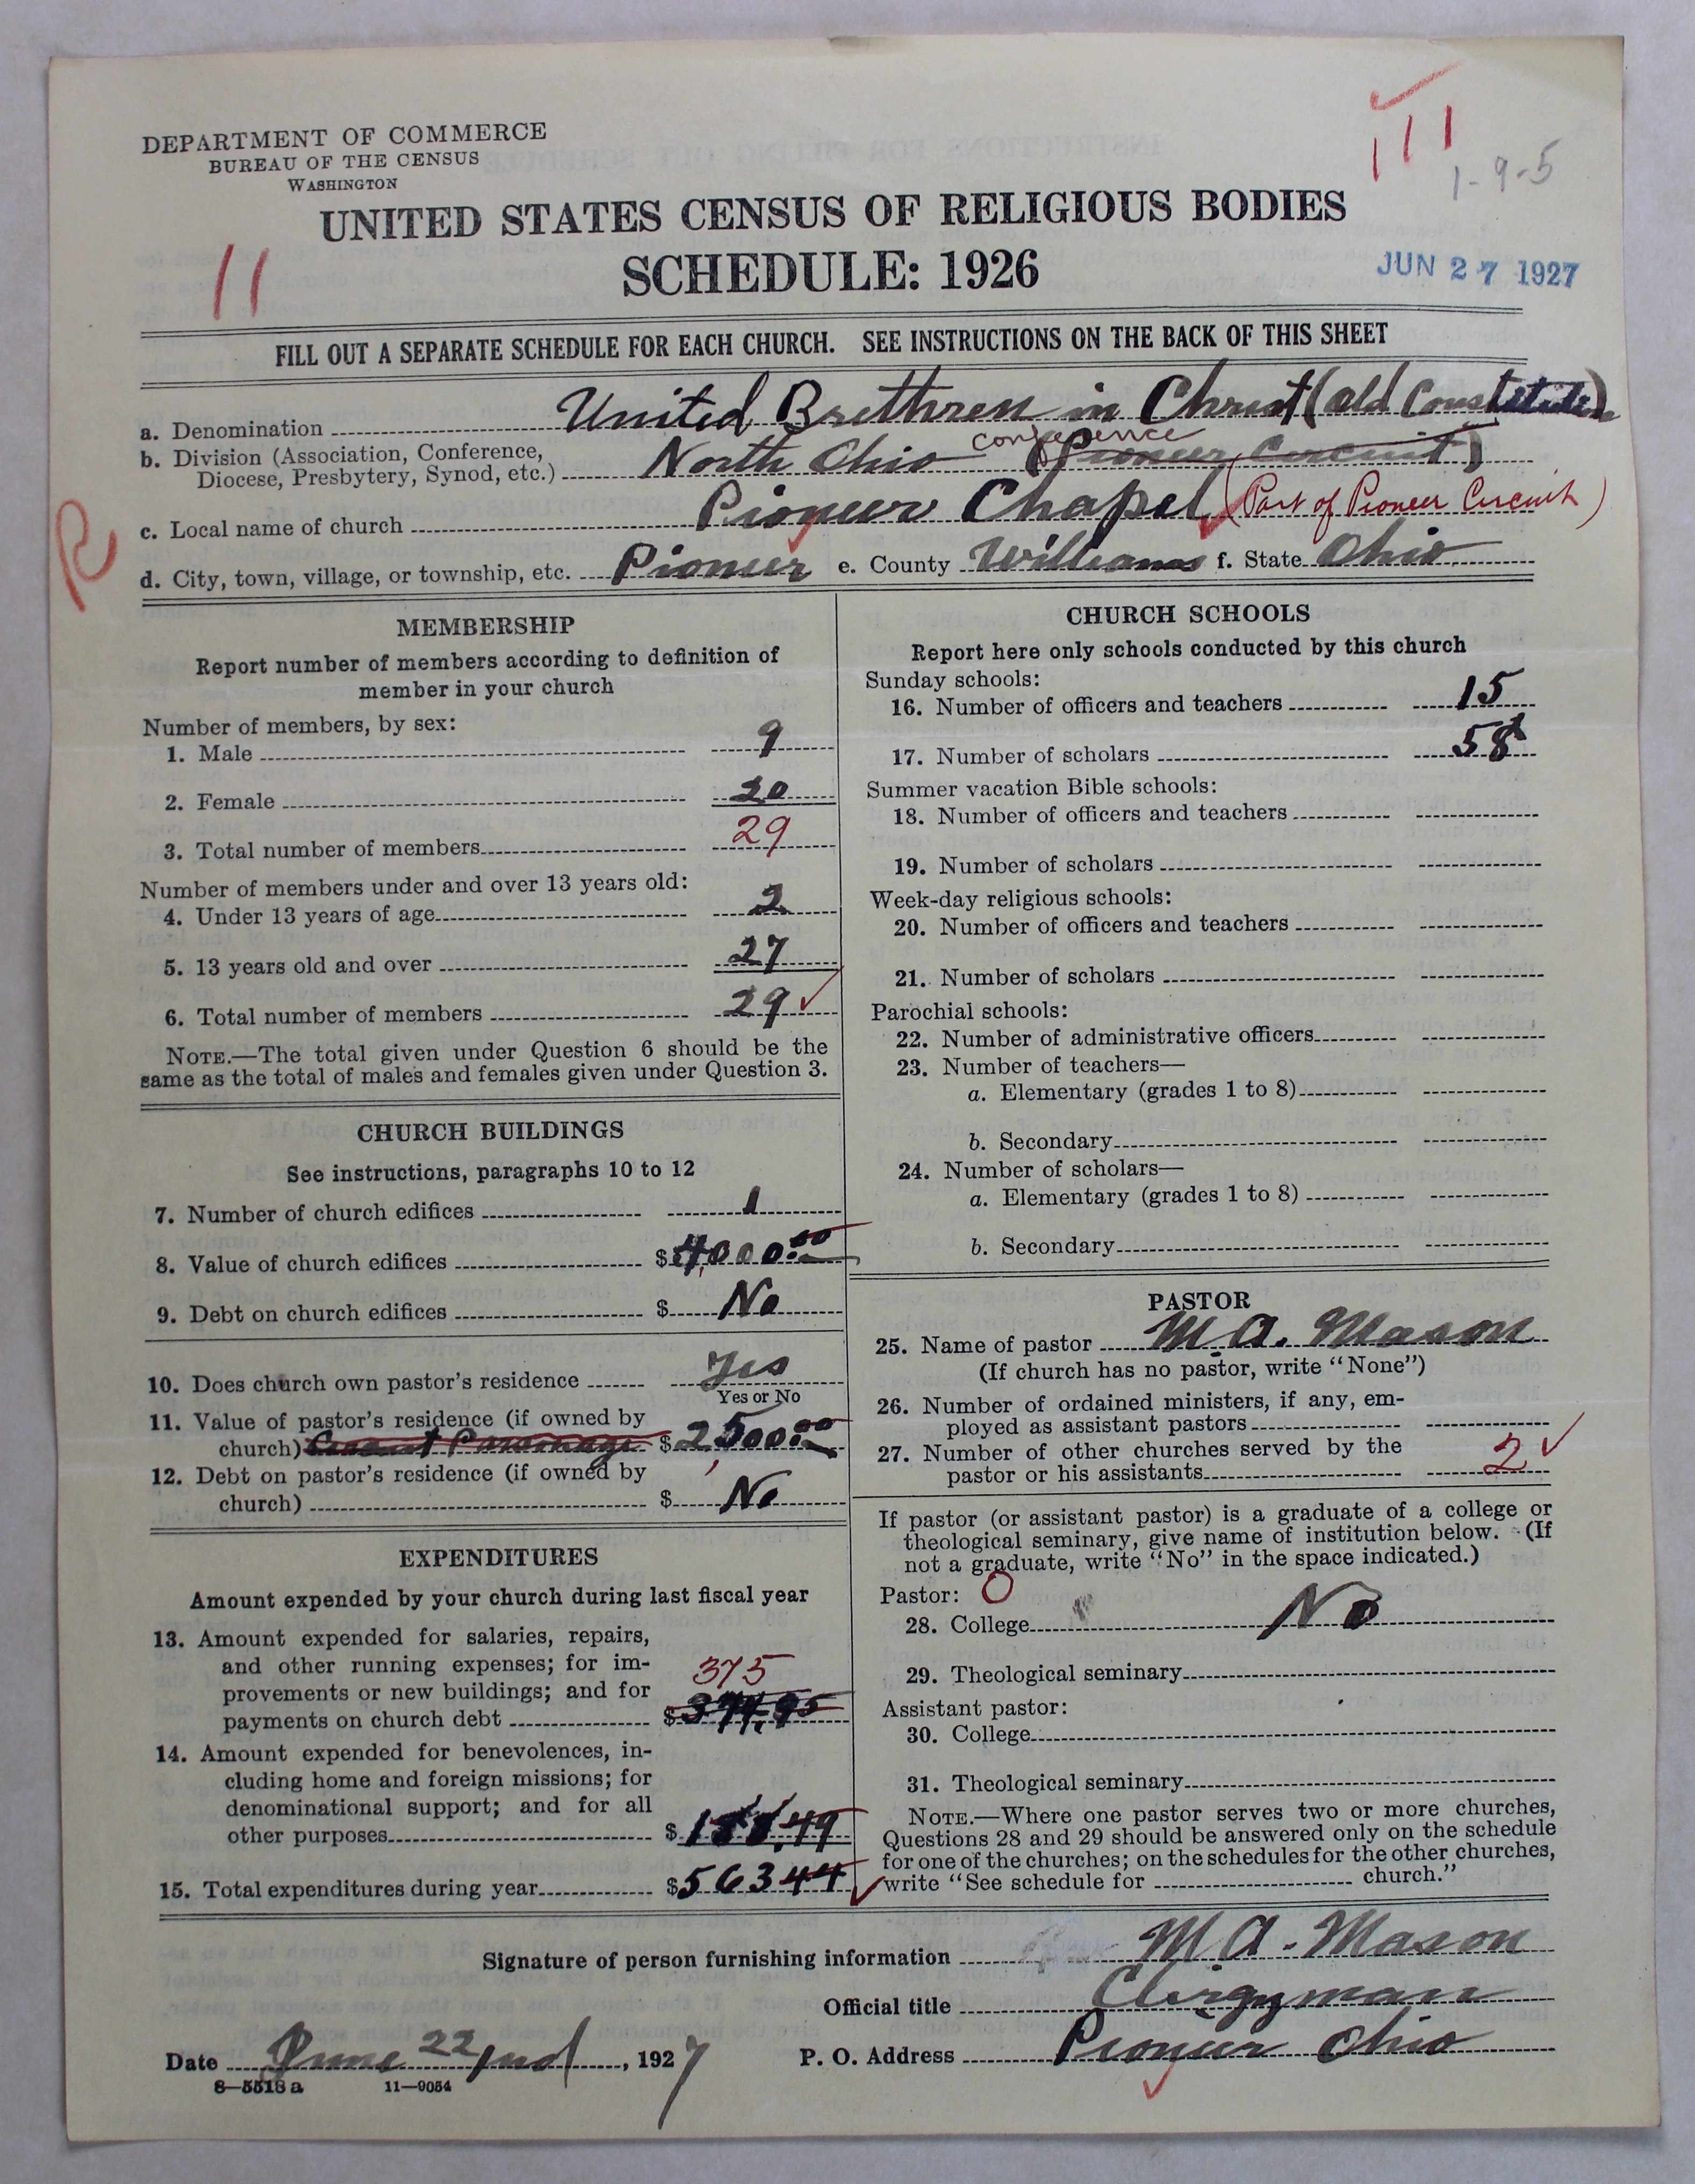 DEPARTMENT OF COMMERCE
BUREAU OF THE CENSUS
WASHINGTON
111
1-9-5
UNITED STATES CENSUS OF RELIGIOUS BODIES
11
SCHEDULE: 1926
JUN 27 1927
FILL OUT A SEPARATE SCHEDULE FOR EACH CHURCH. SEE INSTRUCTIONS ON THE BACK OF THIS SHEET
a. Denomination United Brethren in Christ (Old Constitution)
b. Division (Association, Conference, Diocese, Presbytery, Synod, etc.) North Ohio conference (Pioneer Circuit)
R
c. Local name of church Pioneer Chapel (Part of Pioneer Circuit)
d. City, town, village, or township, etc. Pioneer e. County Williams f. State Ohio
MEMBERSHIP
Report number of members according to definition of
member in your church
Number of members, by sex:
1. Male 9
2. Female 20
3. Total number of members 29
Number of members under and over 13 years old:
4. Under 13 years of age 2
5. 13 years old and over 27
6. Total number of members 29
NOTE.—The total given under Question 6 should be the
same as the total of males and females given under Question 3.
CHURCH BUILDINGS
See instructions, paragraphs 10 to 12
7. Number of church edifices 1
8. Value of church edifices $4,000.00
9. Debt on church edifices $ No
10. Does church own pastor's residence Yes
Yes or No
11. Value of pastor's residence (if owned by
church) Parsonage $2,500.00
12. Debt on pastor's residence (if owned by
church) $ No
EXPENDITURES
Amount expended by your church during last fiscal year
13. Amount expended for salaries, repairs,
and other running expenses; for im-
provements or new buildings; and for
375
payments on church debt $374.95
14. Amount expended for benevolences, in-
cluding home and foreign missions; for
denominational support; and for all
other purposes $188.49
15. Total expenditures during year $563 44
CHURCH SCHOOLS
Report here only schools conducted by this church
Sunday schools:
16. Number of officers and teachers 15
17. Number of scholars 58
Summer vacation Bible schools:
18. Number of officers and teachers
19. Number of scholars
Week-day religious schools:
20. Number of officers and teachers
21. Number of scholars
Parochial schools:
22. Number of administrative officers
23. Number of teachers—
a. Elementary (grades 1 to 8)
b. Secondary
24. Number of scholars—
a. Elementary (grades 1 to 8)
b. Secondary
PASTOR
25. Name of pastor M. A. Mason
(If church has no pastor, write "None")
26. Number of ordained ministers, if any, em-
ployed as assistant pastors
27. Number of other churches served by the
pastor or his assistants 2
If pastor (or assistant pastor) is a graduate of a college or
theological seminary, give name of institution below. (If
not a graduate, write "No" in the space indicated.)
Pastor: O
28. College No
29. Theological seminary
Assistant pastor:
30. College
31. Theological seminary
NOTE.—Where one pastor serves two or more churches,
Questions 28 and 29 should be answered only on the schedule
for one of the churches; on the schedules for the other churches,
write "See schedule for church."
Signature of person furnishing information M A. Mason
Official title Clergyman
Date June 22nd, 1927 P. O. Address Pioneer Ohio
8—5518 a 11—9054